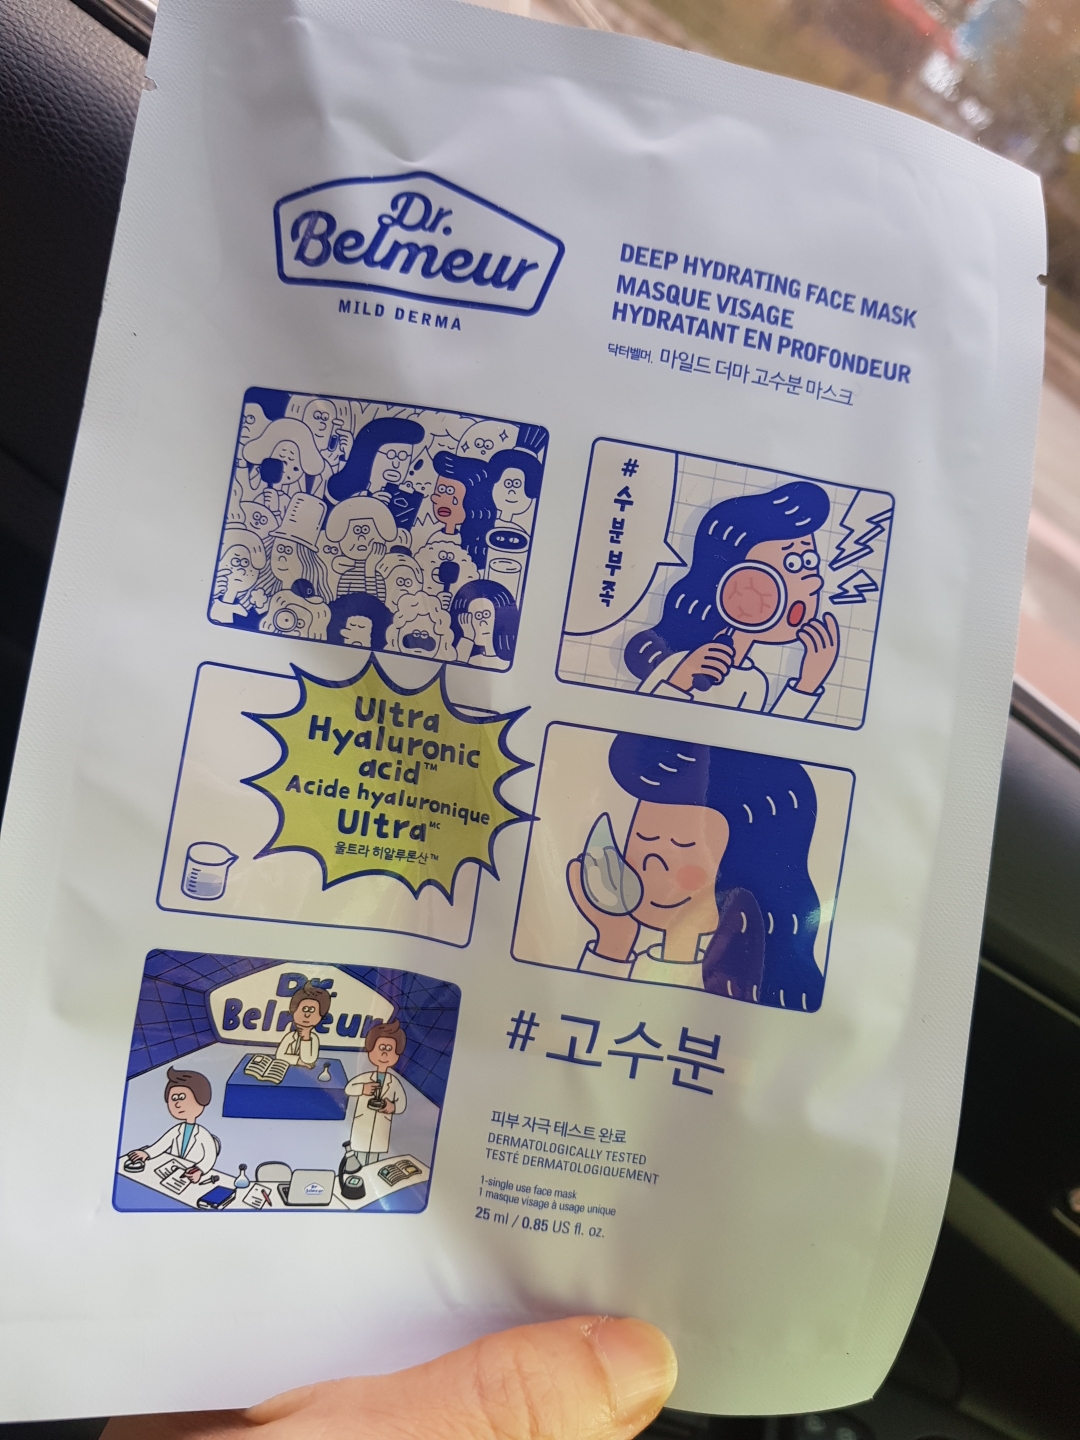 Dr.
Belmeur
MILD DERMA
DEEP HYDRATING FACE MASK
MASQUE VISAGE
HYDRATANT EN PROFONDEUR
닥터벨머. 마일드 더마 고수분 마스크
#수분부족
Ultra
Hyaluronic
acid™
Acide hyaluronique
Ultra MC
울트라 히알루론산™
Dr.
Belmeur
Dr.
Belmeur
#고수분
피부 자극 테스트 완료
DERMATOLOGICALLY TESTED
TESTÉ DERMATOLOGIQUEMENT
1-single use face mask
1 masque visage à usage unique
25 ml / 0.85 US fl. oz.